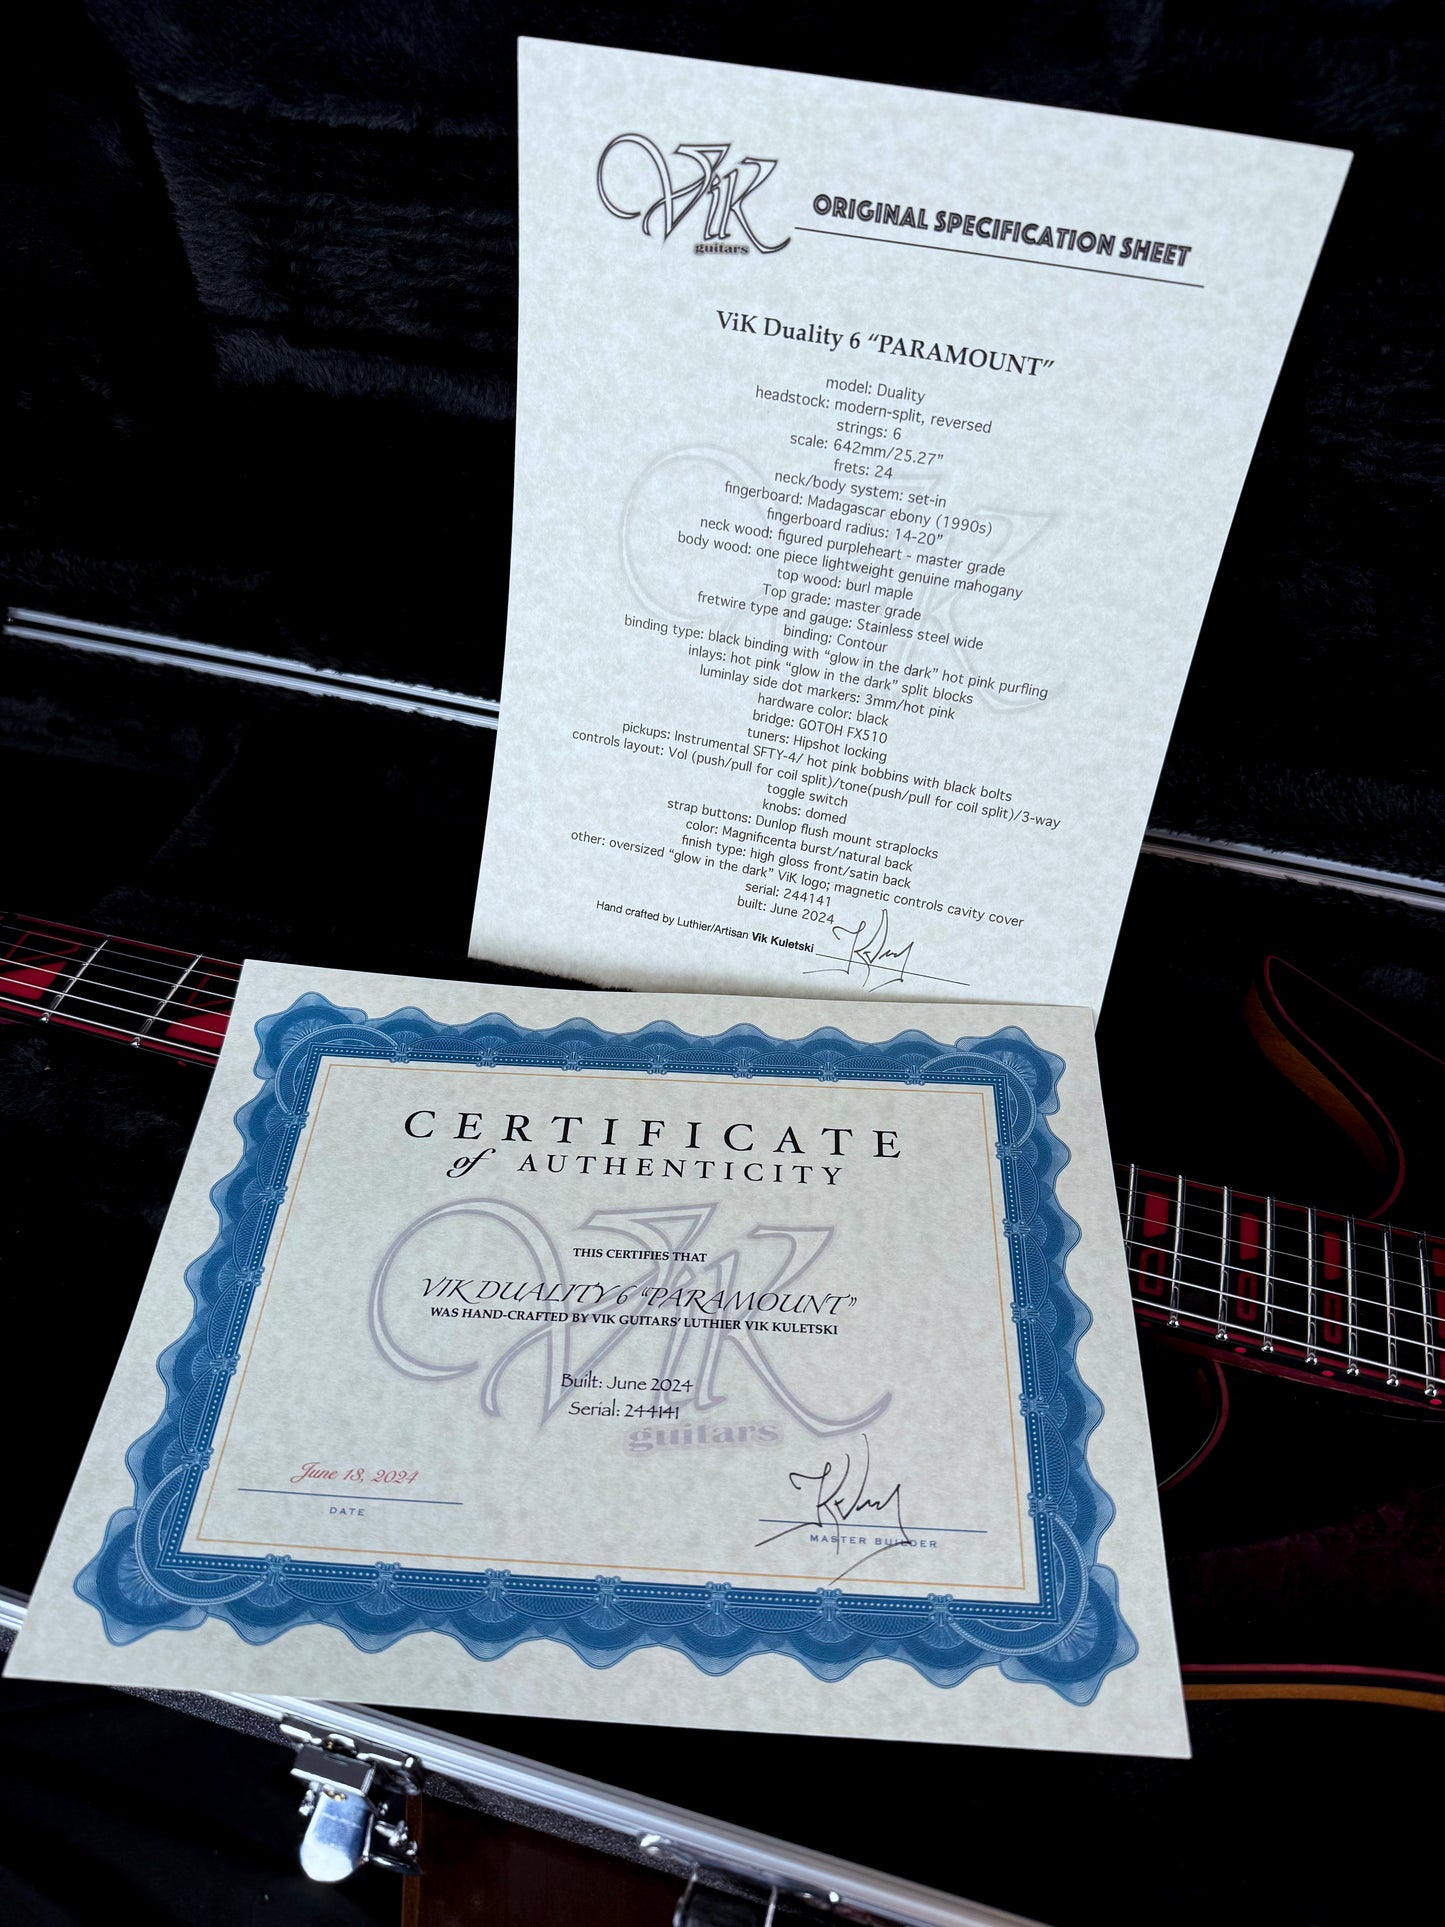 ViK
guitars
ORIGINAL SPECIFICATION SHEET
ViK Duality 6 “PARAMOUNT”
model: Duality
headstock: modern-split, reversed
strings: 6
scale: 642mm/25.27”
frets: 24
neck/body system: set-in
fingerboard: Madagascar ebony (1990s)
fingerboard radius: 14-20”
neck wood: figured purpleheart - master grade
body wood: one piece lightweight genuine mahogany
top wood: burl maple
Top grade: master grade
fretwire type and gauge: Stainless steel wide
binding: Contour
binding type: black binding with “glow in the dark” hot pink purfling
inlays: hot pink “glow in the dark” split blocks
luminlay side dot markers: 3mm/hot pink
hardware color: black
bridge: GOTOH FX510
tuners: Hipshot locking
pickups: Instrumental SFTY-4/ hot pink bobbins with black bolts
controls layout: Vol (push/pull for coil split)/tone(push/pull for coil split)/3-way
toggle switch
knobs: domed
strap buttons: Dunlop flush mount straplocks
color: Magnificenta burst/natural back
finish type: high gloss front/satin back
other: oversized “glow in the dark” ViK logo; magnetic controls cavity cover
serial: 244141
built: June 2024
Hand crafted by Luthier/Artisan Vik Kuletski
CERTIFICATE
of AUTHENTICITY
ViK
guitars
THIS CERTIFIES THAT
VIK DUALITY 6 “PARAMOUNT”
WAS HAND-CRAFTED BY VIK GUITARS’ LUTHIER VIK KULETSKI
Built: June 2024
Serial: 244141
June 13, 2024
DATE
MASTER BUILDER